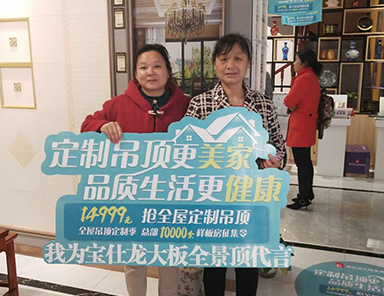 定制吊顶更美家
品质生活更健康
14999元 抢全屋定制吊顶
全屋吊顶定制季 总部10000套样板房征集令
我为宝仕龙大板全景顶代言